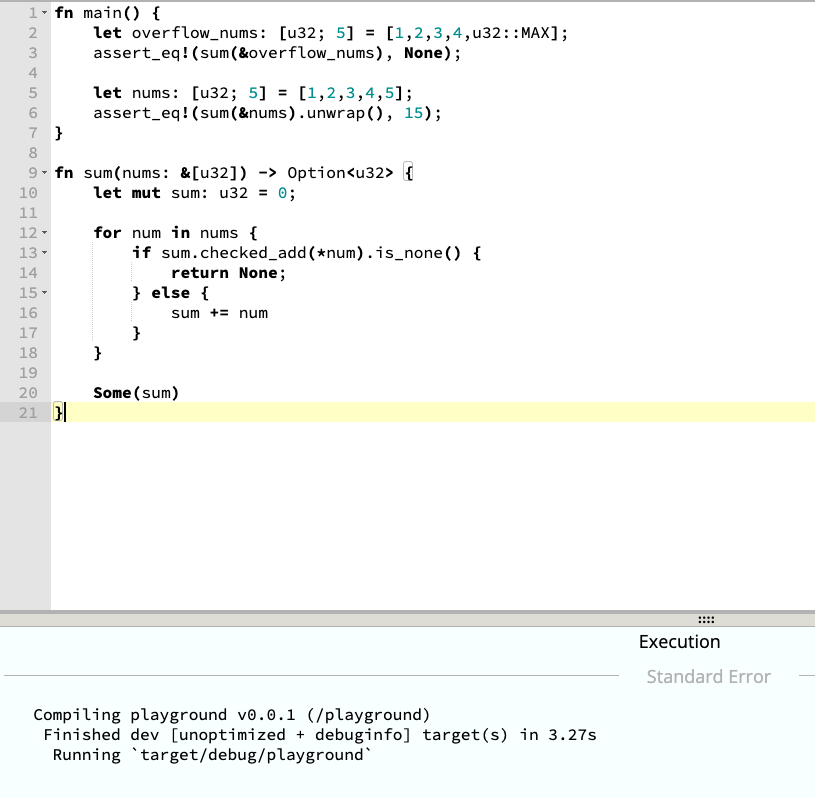 1 fn main() {
2     let overflow_nums: [u32; 5] = [1,2,3,4,u32::MAX];
3     assert_eq!(sum(&overflow_nums), None);
4
5     let nums: [u32; 5] = [1,2,3,4,5];
6     assert_eq!(sum(&nums).unwrap(), 15);
7 }
8
9 fn sum(nums: &[u32]) -> Option<u32> {
10     let mut sum: u32 = 0;
11
12     for num in nums {
13         if sum.checked_add(*num).is_none() {
14             return None;
15         } else {
16             sum += num
17         }
18     }
19
20     Some(sum)
21 }
Execution
Standard Error
Compiling playground v0.0.1 (/playground)
Finished dev [unoptimized + debuginfo] target(s) in 3.27s
Running `target/debug/playground`